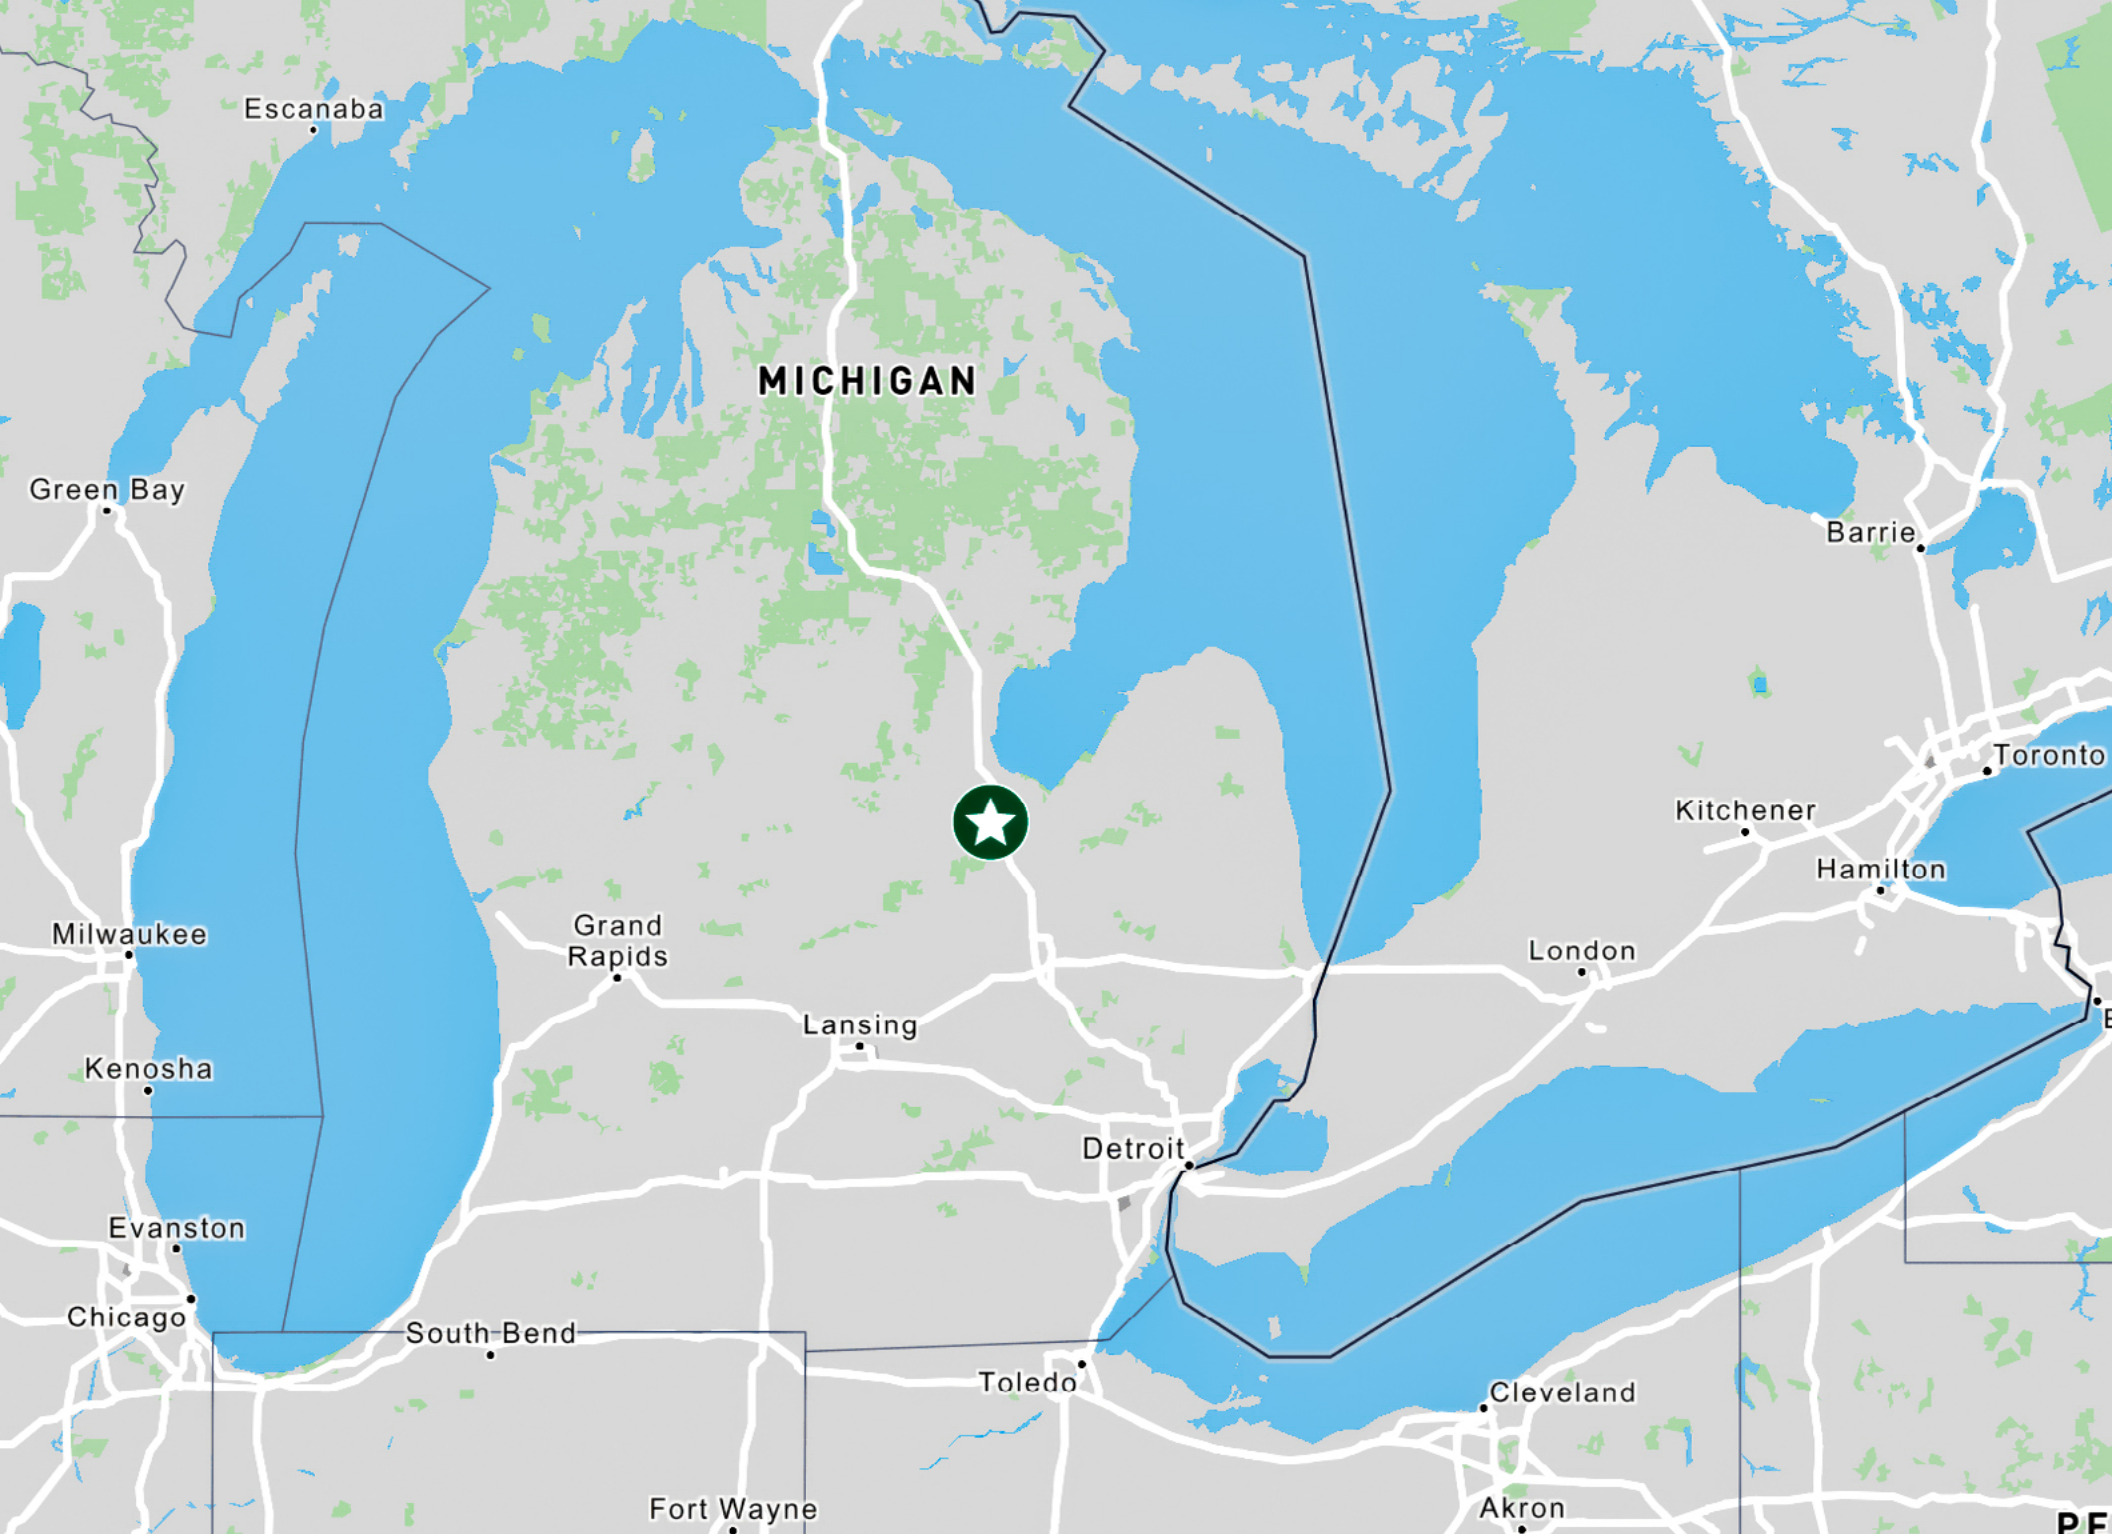 Escanaba
MICHIGAN
Green Bay
Barrie
Toronto
Kitchener
Hamilton
Grand
Rapids
Milwaukee
London
Lansing
Kenosha
Detroit
Evanston
Chicago
South Bend
Toledo
Cleveland
Fort Wayne
Akron